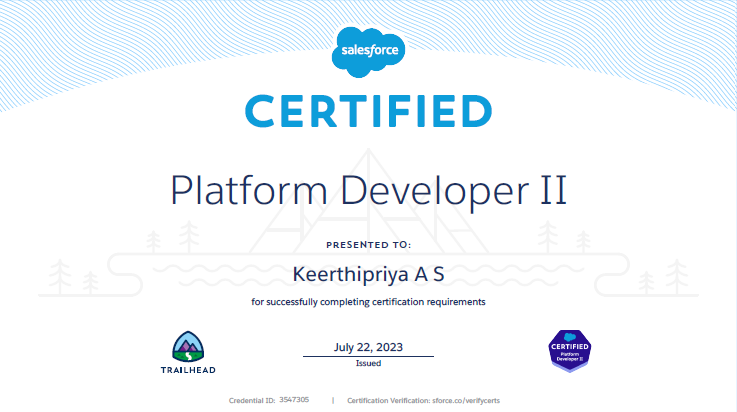 salesforce
CERTIFIED
Platform Developer II
PRESENTED TO:
Keerthipriya A S
for successfully completing certification requirements
July 22, 2023
Issued
TRAILHEAD
CERTIFIED
Platform
Developer II
Credential ID: 3547305 | Certification Verification: sforce.co/verifycerts